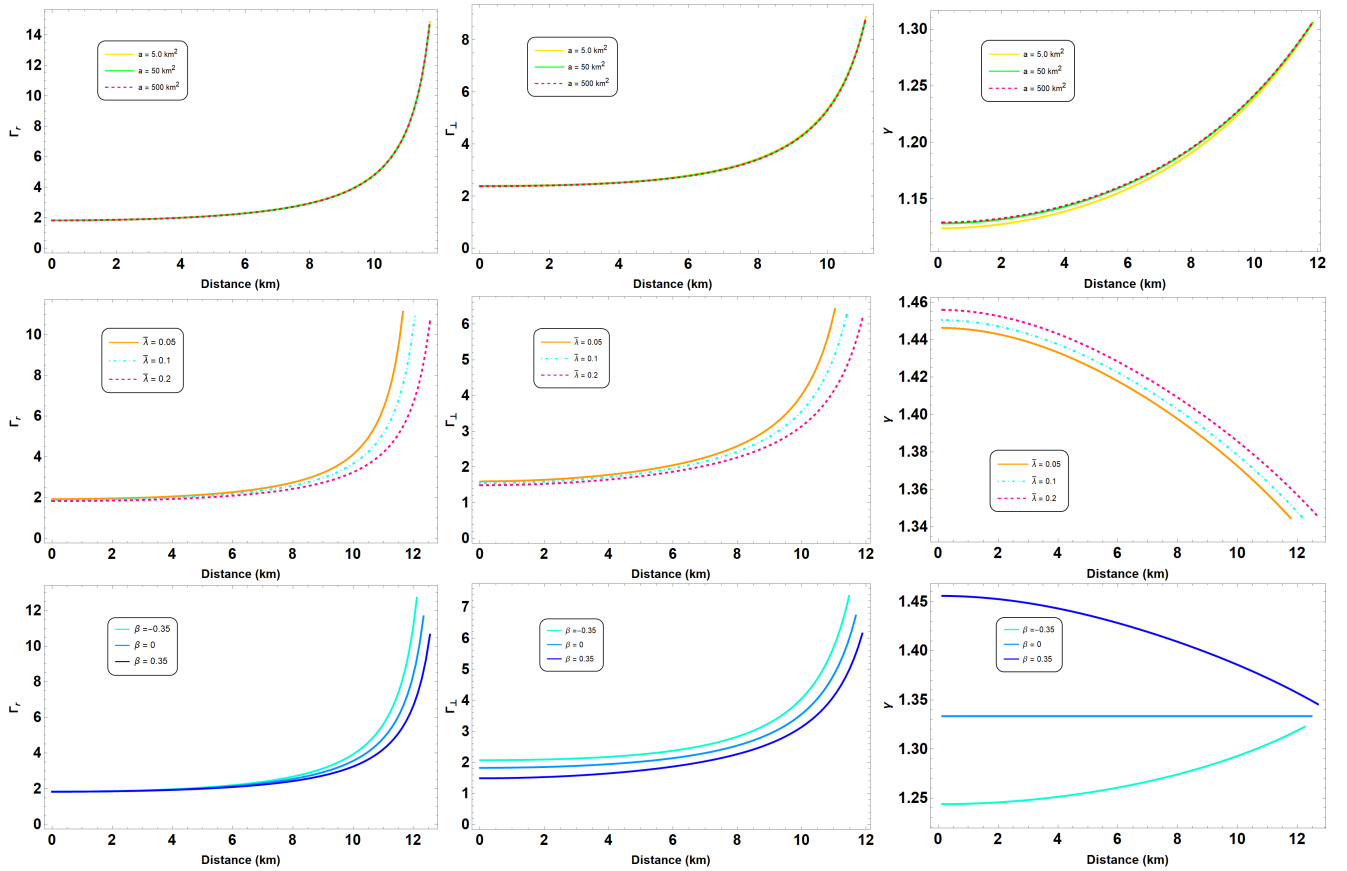 Γr
14
12
10
8
6
4
2
0
a = 5.0 km²
a = 50 km²
a = 500 km²
0 2 4 6 8 10
Distance (km)
Γ⊥
8
6
4
2
0
a = 5.0 km²
a = 50 km²
a = 500 km²
0 2 4 6 8 10
Distance (km)
γ
1.30
1.25
1.20
1.15
a = 5.0 km²
a = 50 km²
a = 500 km²
0 2 4 6 8 10 12
Distance (km)
Γr
10
8
6
4
2
0
λ̄ = 0.05
λ̄ = 0.1
λ̄ = 0.2
0 2 4 6 8 10 12
Distance (km)
Γ⊥
6
5
4
3
2
1
0
λ̄ = 0.05
λ̄ = 0.1
λ̄ = 0.2
0 2 4 6 8 10 12
Distance (km)
γ
1.46
1.44
1.42
1.40
1.38
1.36
1.34
λ̄ = 0.05
λ̄ = 0.1
λ̄ = 0.2
0 2 4 6 8 10 12
Distance (km)
Γr
12
10
8
6
4
2
0
β =-0.35
β = 0
β = 0.35
0 2 4 6 8 10 12
Distance (km)
Γ⊥
7
6
5
4
3
2
1
0
β =-0.35
β = 0
β = 0.35
0 2 4 6 8 10 12
Distance (km)
γ
1.45
1.40
1.35
1.30
1.25
β =-0.35
β = 0
β = 0.35
0 2 4 6 8 10 12
Distance (km)